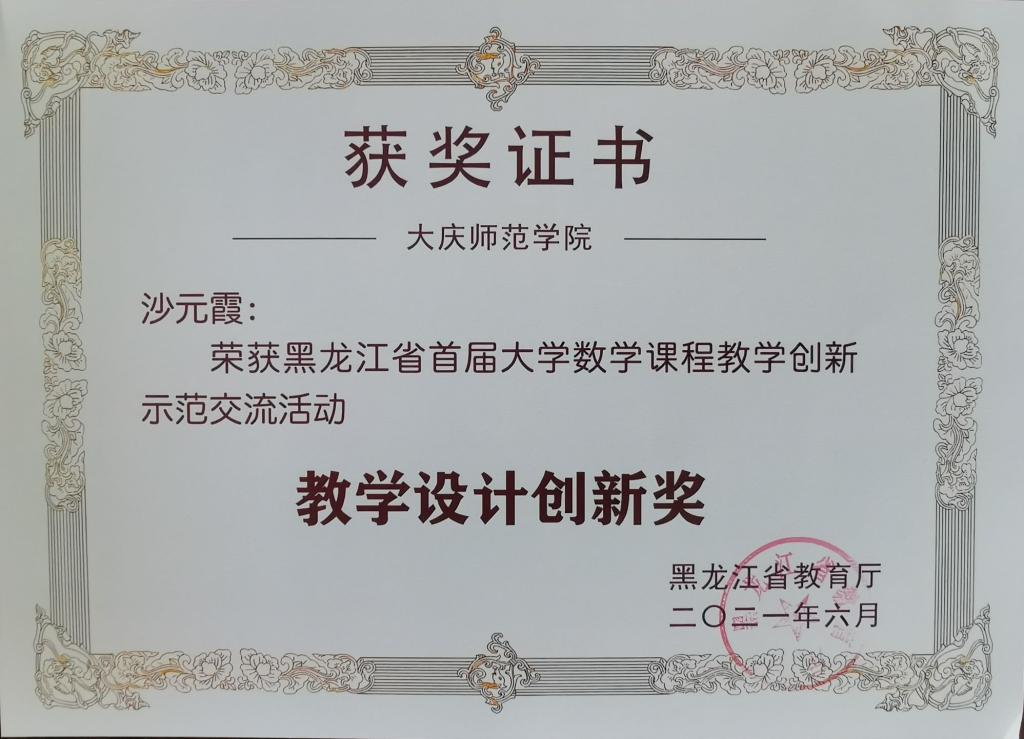 获奖证书
大庆师范学院
沙元霞：
荣获黑龙江省首届大学数学课程教学创新
示范交流活动
教学设计创新奖
黑龙江省教育厅
二〇二一年六月